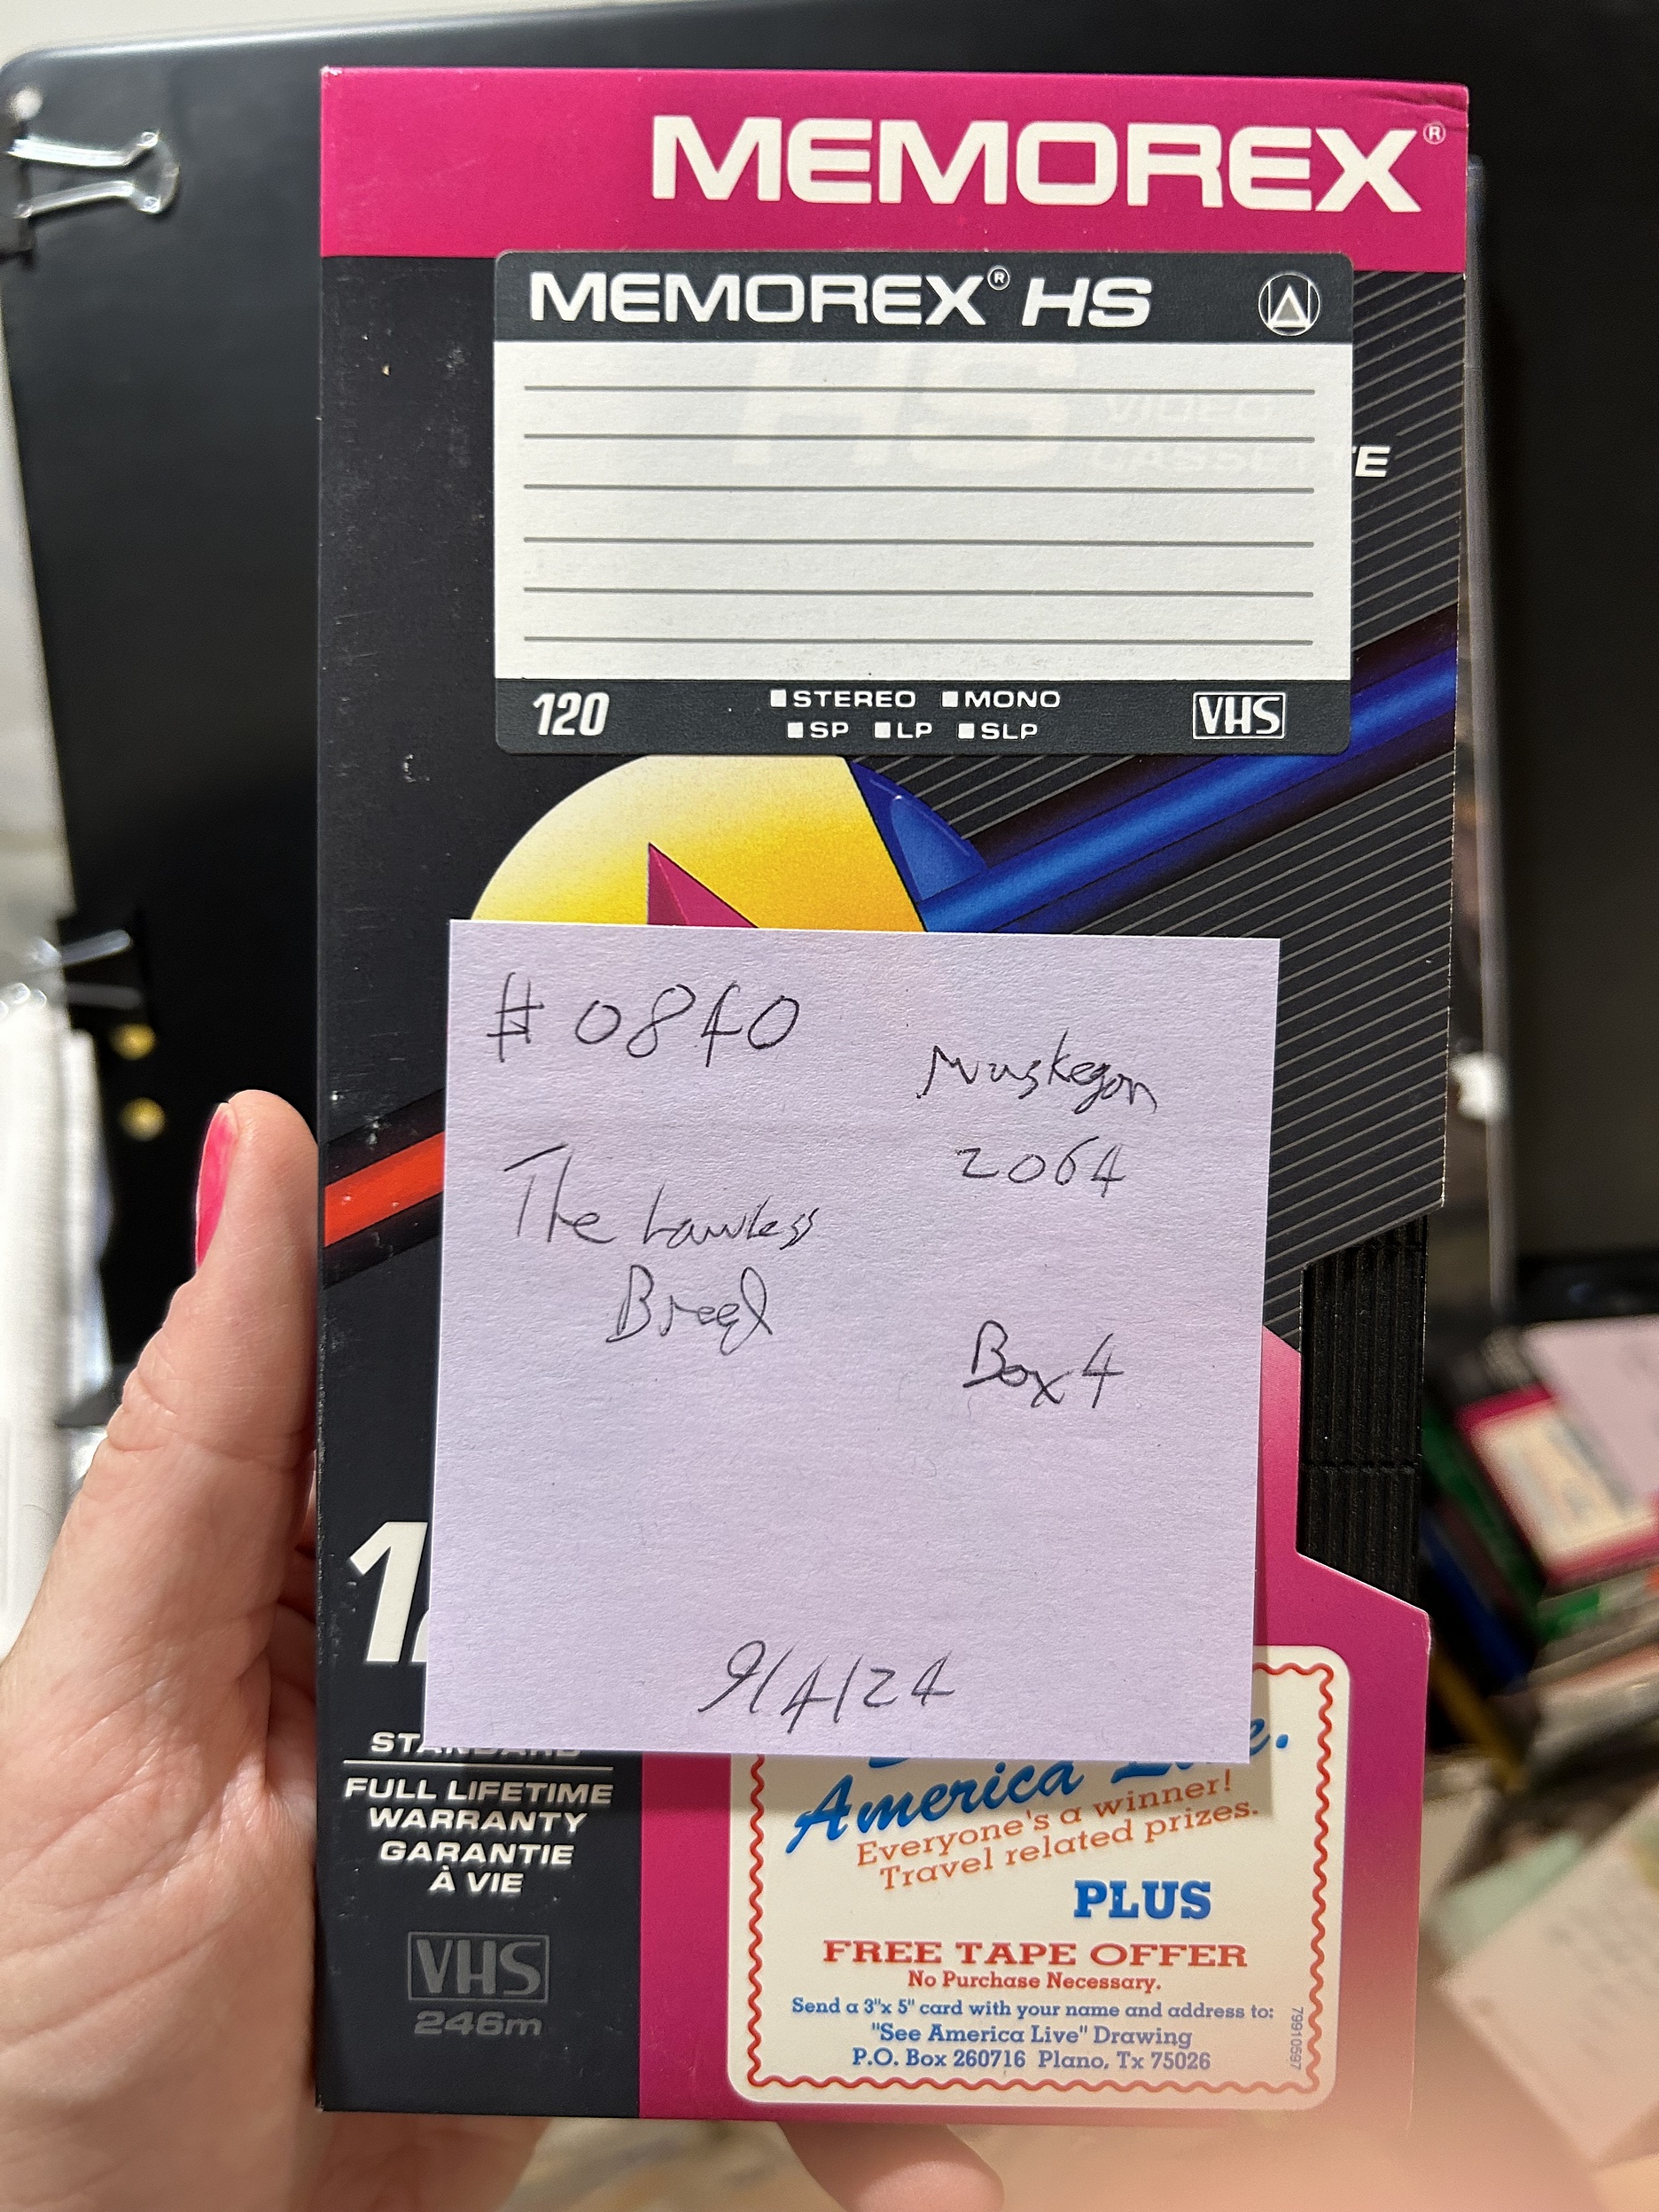 MEMOREX®
MEMOREX® HS
HS VIDEO
CASSETTE
120
STEREO MONO
SP LP SLP
VHS
#0840
Muskegon
2064
The Lawless
Breed
Box 4
9/4/24
STANDARD
FULL LIFETIME
WARRANTY
GARANTIE
À VIE
VHS
246m
America
Everyone's a winner!
Travel related prizes.
PLUS
FREE TAPE OFFER
No Purchase Necessary.
Send a 3"x 5" card with your name and address to:
"See America Live" Drawing
P.O. Box 260716 Plano, Tx 75026
79910597